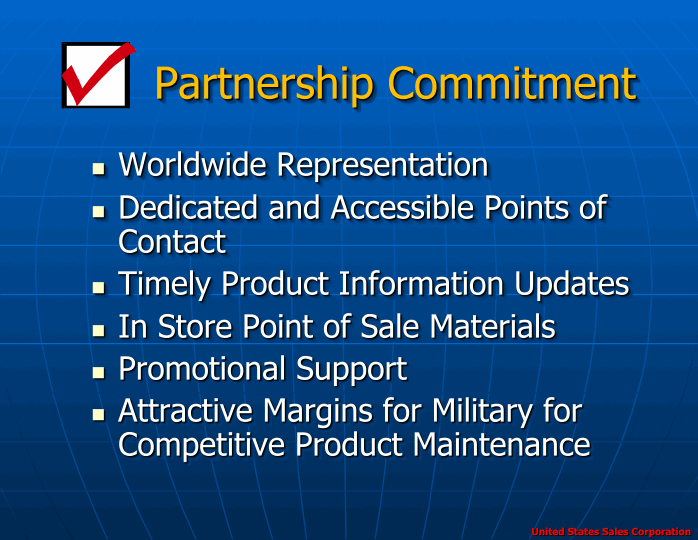 Partnership Commitment
Worldwide Representation
Dedicated and Accessible Points of
Contact
Timely Product Information Updates
In Store Point of Sale Materials
Promotional Support
Attractive Margins for Military for
Competitive Product Maintenance
United States Sales Corporation